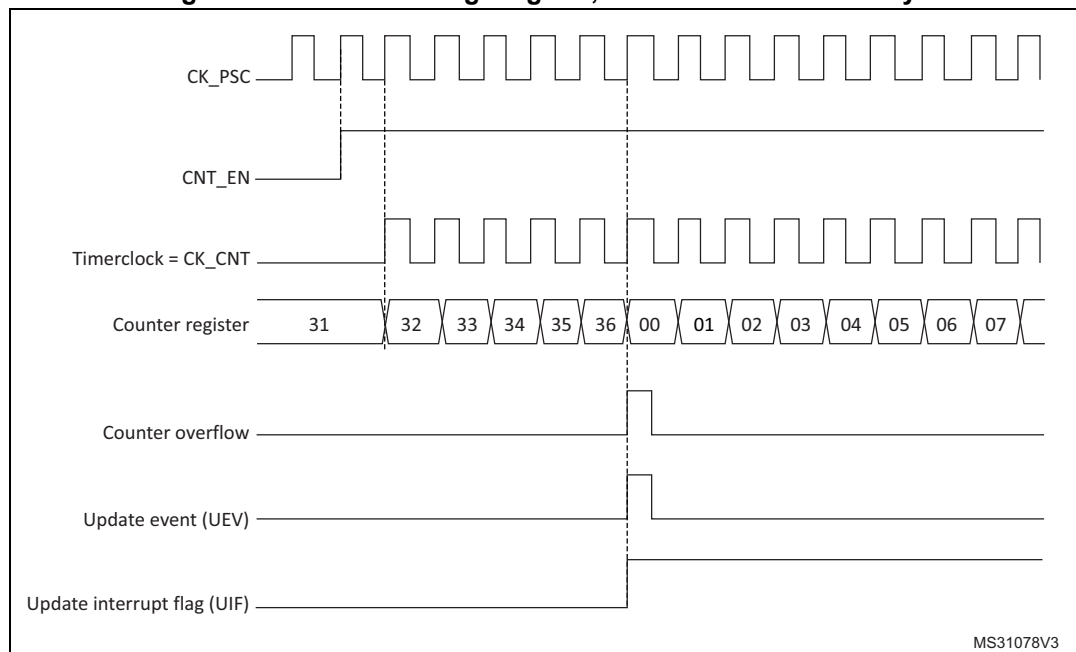 CK_PSC
CNT_EN
Timerclock = CK_CNT
Counter register 31 32 33 34 35 36 00 01 02 03 04 05 06 07
Counter overflow
Update event (UEV)
Update interrupt flag (UIF)
MS31078V3